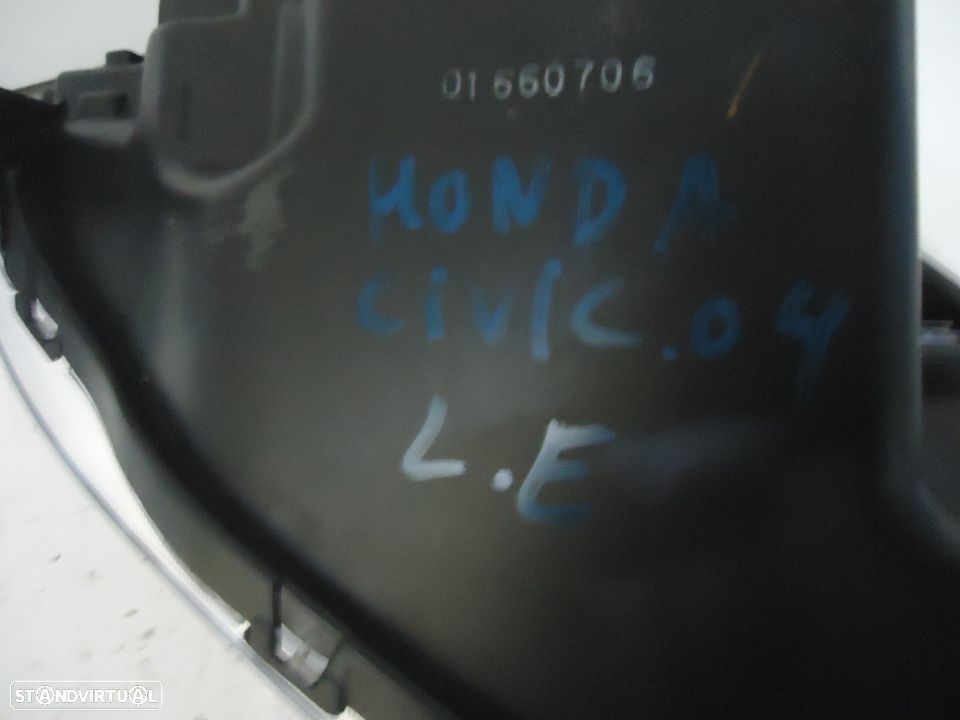 01660706
HONDA
CiViC.04
L.E
STANDVIRTUAL